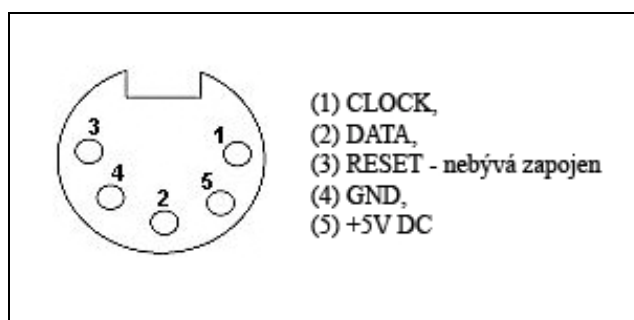 3
1
4
2
5
(1) CLOCK,
(2) DATA,
(3) RESET - nebývá zapojen
(4) GND,
(5) +5V DC